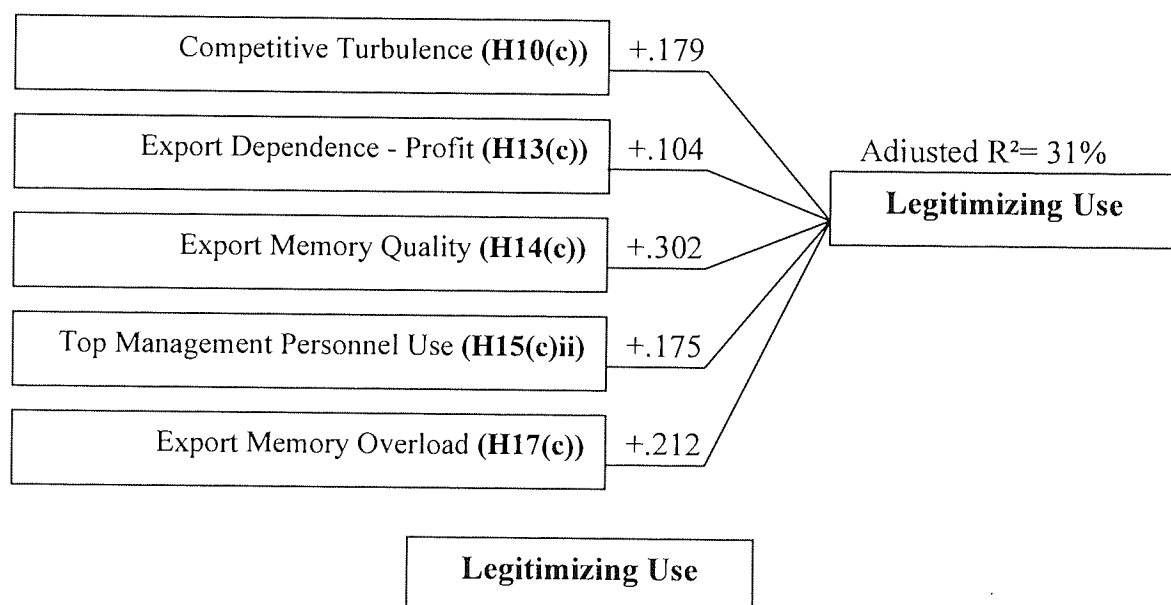 Competitive Turbulence (H10(c))
+.179
Export Dependence - Profit (H13(c))
+.104
Adjusted R²= 31%
Legitimizing Use
Export Memory Quality (H14(c))
+.302
Top Management Personnel Use (H15(c)ii)
+.175
Export Memory Overload (H17(c))
+.212
Legitimizing Use